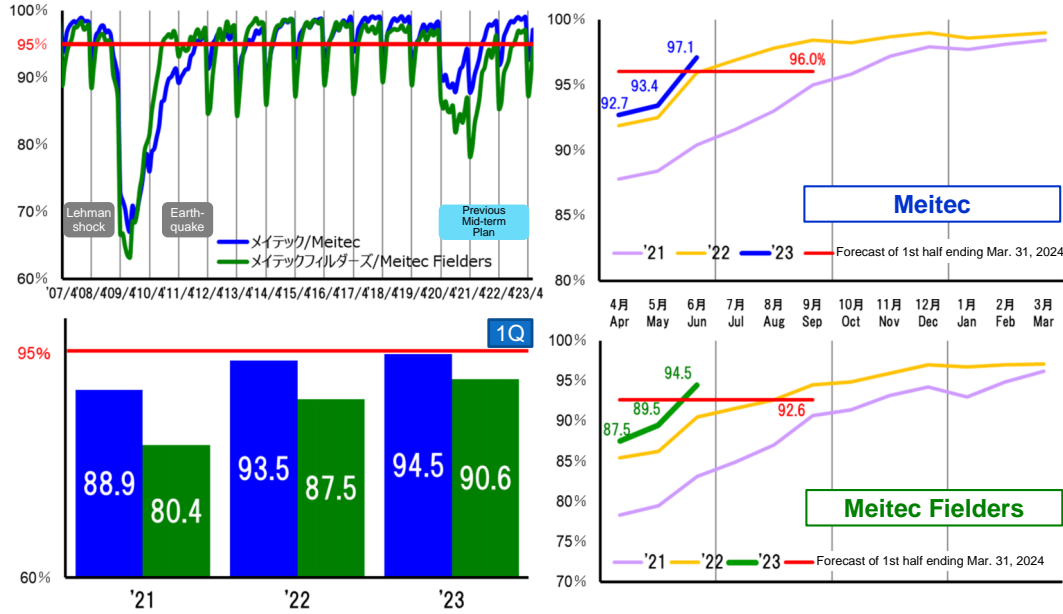 100%
95%
90%
80%
70%
60%
Lehman
shock
Earth-
quake
Previous
Mid-term
Plan
メイテック/Meitec
メイテックフィルダーズ/Meitec Fielders
'07/4'08/4'09/4'10/4'11/4'12/4'13/4'14/4'15/4'16/4'17/4'18/4'19/4'20/4'21/4'22/4'23/4
1Q
95%
88.9
80.4
93.5
87.5
94.5
90.6
60%
'21
'22
'23
100%
95%
90%
85%
80%
92.7
93.4
97.1
96.0%
Meitec
'21
'22
'23
Forecast of 1st half ending Mar. 31, 2024
4月 5月 6月 7月 8月 9月 10月 11月 12月 1月 2月 3月
Apr May Jun Jul Aug Sep Oct Nov Dec Jan Feb Mar
100%
95%
90%
85%
80%
75%
70%
87.5
89.5
94.5
92.6
Meitec Fielders
'21
'22
'23
Forecast of 1st half ending Mar. 31, 2024